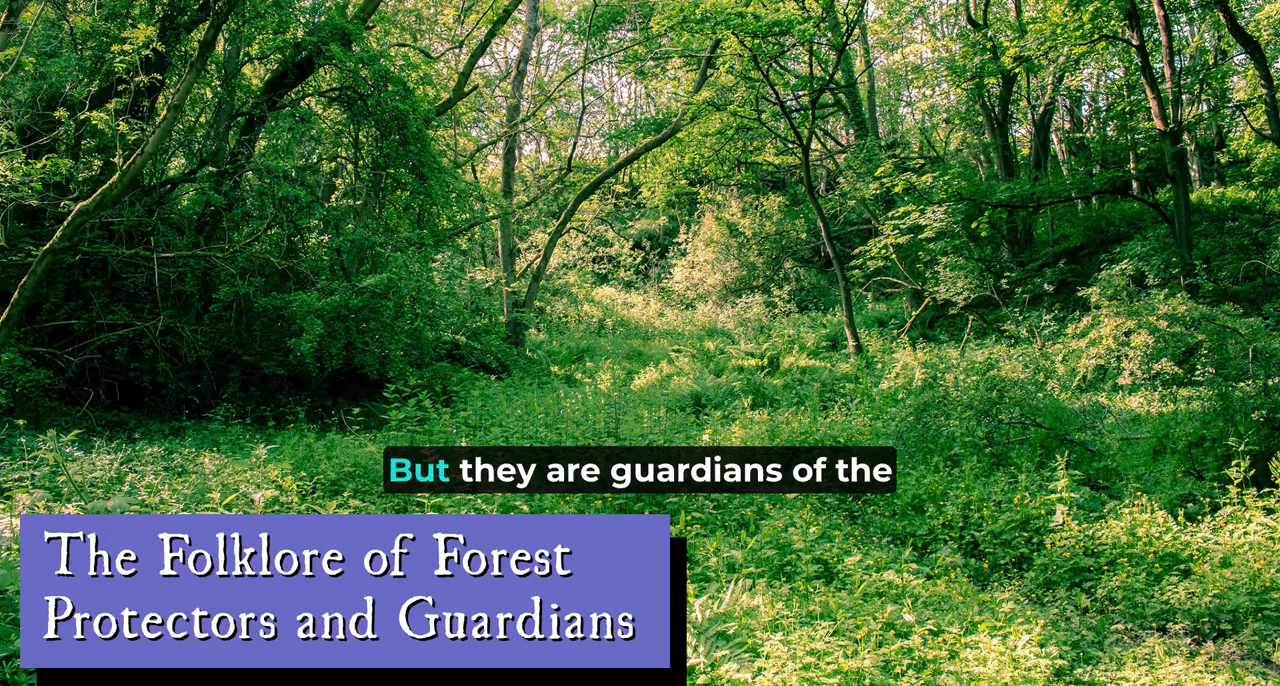 But they are guardians of the
The Folklore of Forest
Protectors and Guardians